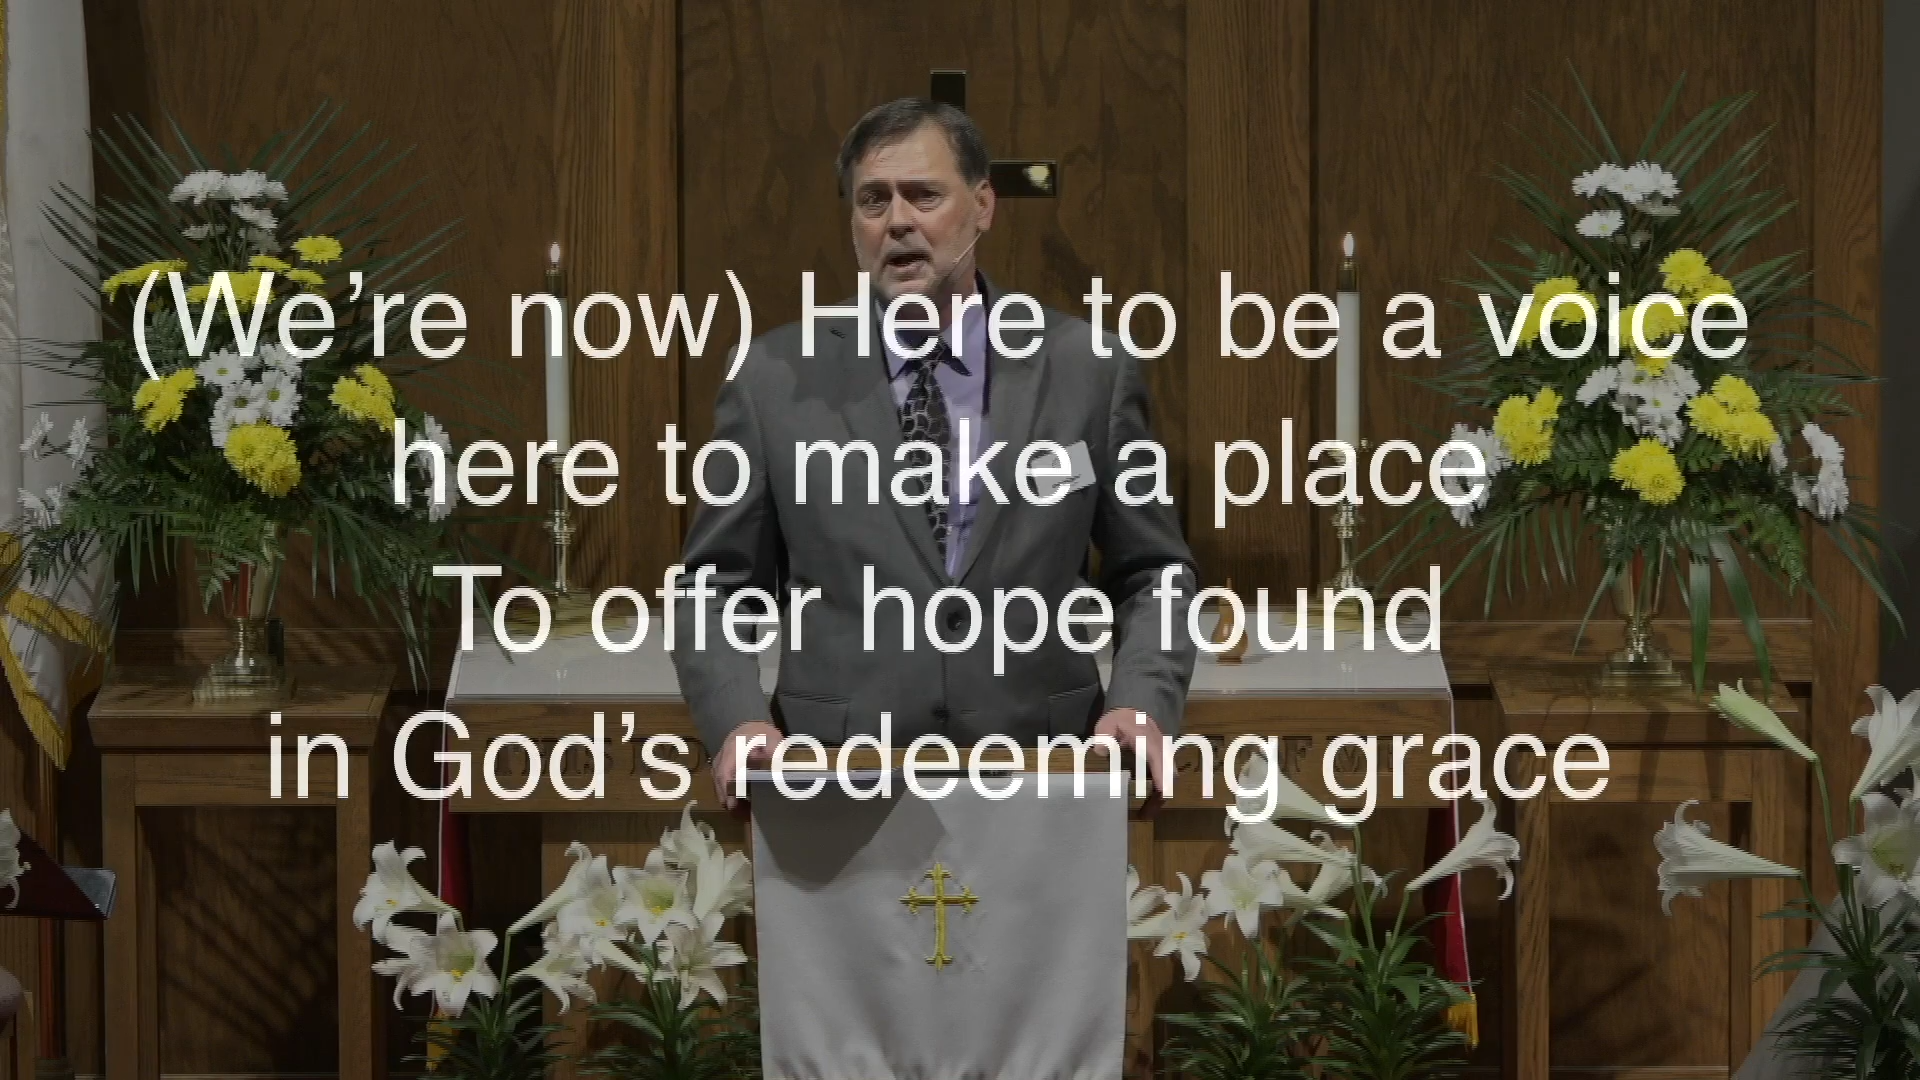 (We’re now) Here to be a voice
here to make a place
To offer hope found
in God’s redeeming grace